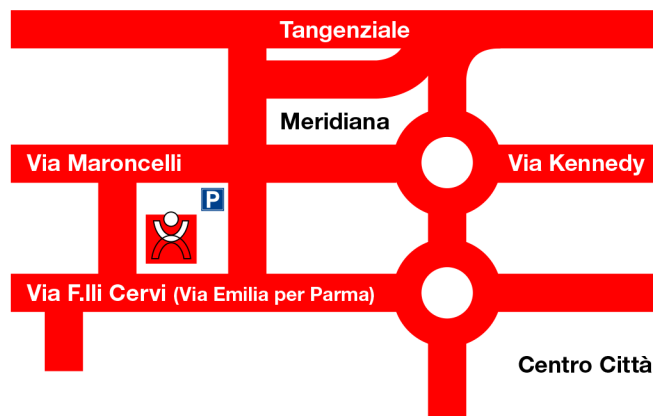 Tangenziale
Meridiana
Via Maroncelli
Via Kennedy
P
Via F.lli Cervi (Via Emilia per Parma)
Centro Città